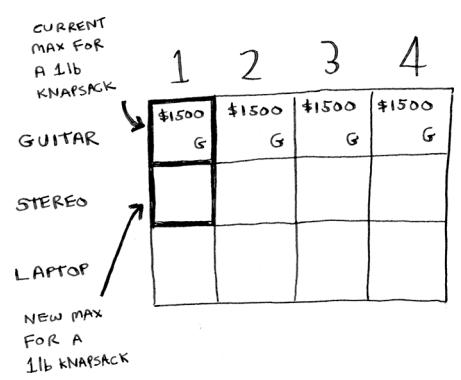 CURRENT
MAX FOR
A 1lb
KNAPSACK
1 2 3 4
GUITAR
$1500 $1500 $1500 $1500
G G G G
STEREO
LAPTOP
NEW MAX
FOR A
1lb KNAPSACK